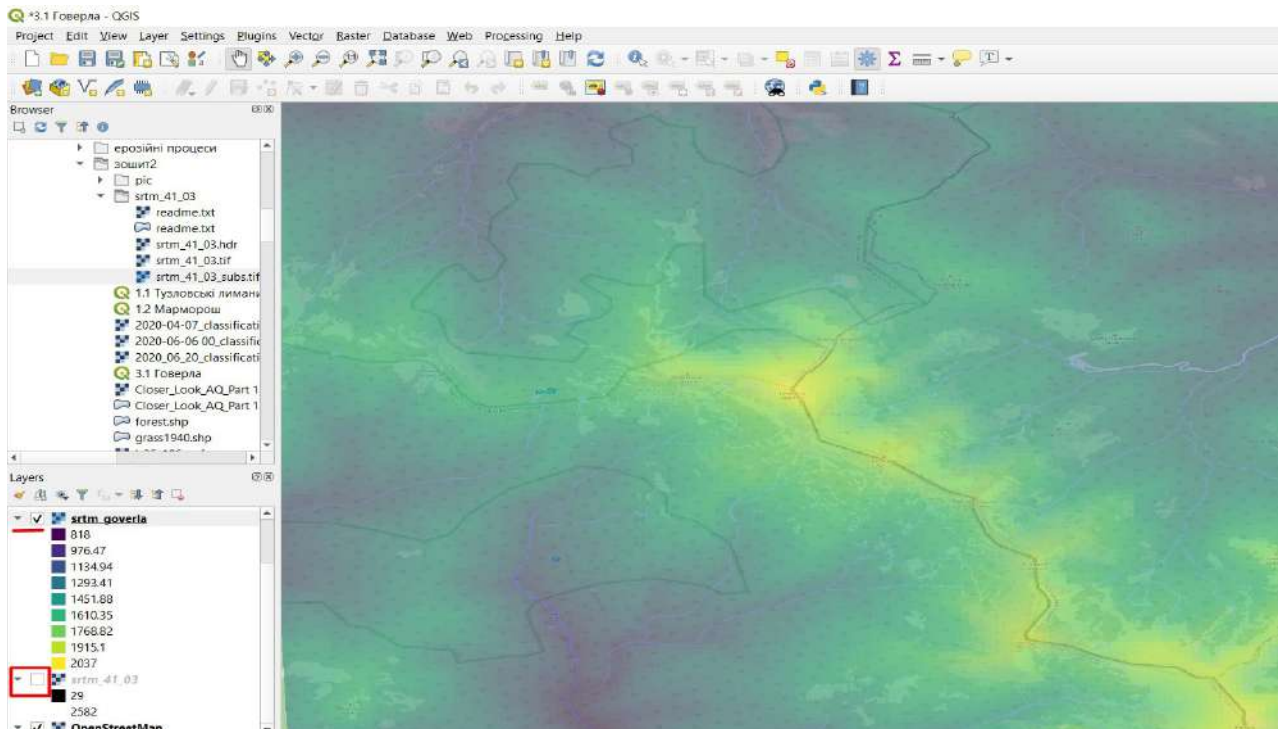 *3.1 Говерла - QGIS
Project Edit View Layer Settings Plugins Vector Raster Database Web Processing Help
Browser
ерозійні процеси
зошит2
pic
srtm_41_03
readme.txt
readme.txt
srtm_41_03.hdr
srtm_41_03.tif
srtm_41_03_subs.tif
1.1 Тузловські лимани
1.2 Марморош
2020-04-07_classificati
2020-06-06 00_classific
2020_06_20_classificati
3.1 Говерла
Closer_Look_AQ_Part 1
Closer_Look_AQ_Part 1
forest.shp
grass1940.shp
Layers
srtm_goverla
818
976.47
1134.94
1293.41
1451.88
1610.35
1768.82
1915.1
2037
srtm_41_03
29
2582
OpenStreetMap